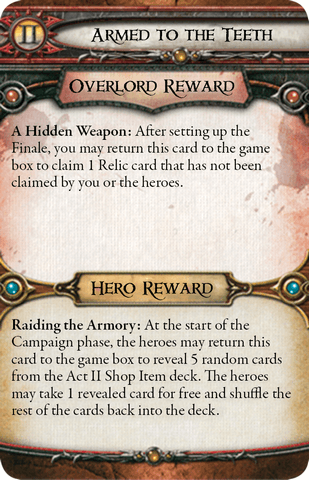 II
Armed to the Teeth
Overlord Reward
A Hidden Weapon: After setting up the
Finale, you may return this card to the game
box to claim 1 Relic card that has not been
claimed by you or the heroes.
Hero Reward
Raiding the Armory: At the start of the
Campaign phase, the heroes may return this
card to the game box to reveal 5 random cards
from the Act II Shop Item deck. The heroes
may take 1 revealed card for free and shuffle the
rest of the cards back into the deck.